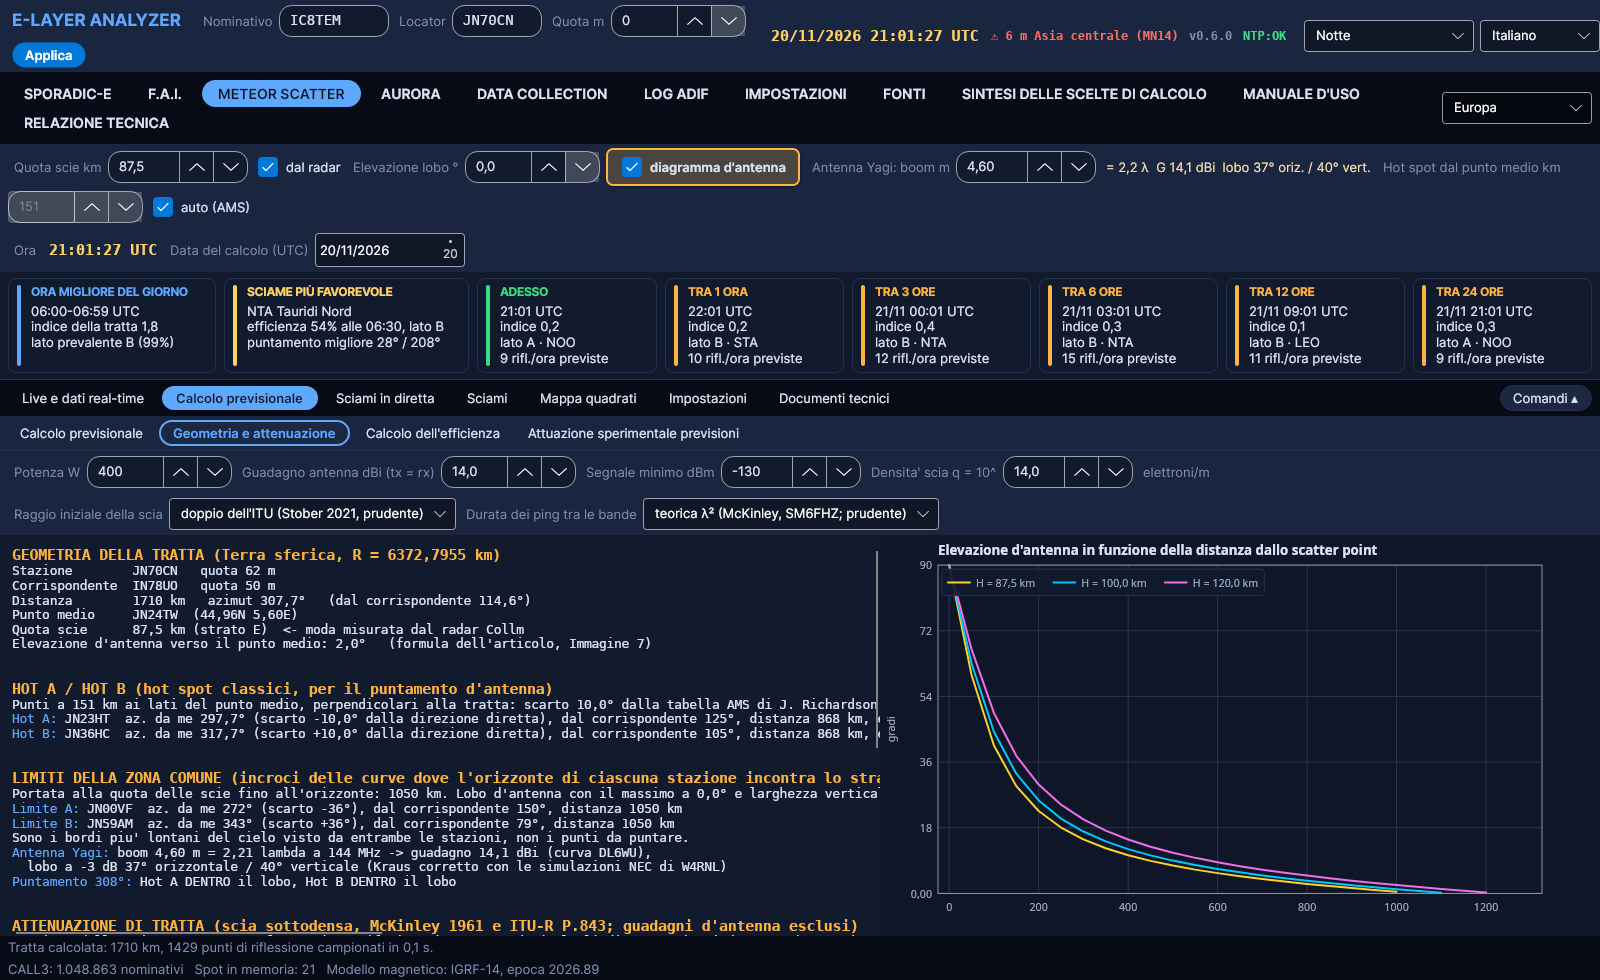 E-LAYER ANALYZER Nominativo IC8TEM Locator JN70CN Quota m 0
20/11/2026 21:01:27 UTC ⚠ 6 m Asia centrale (MN14) v0.6.0 NTP:OK Notte Italiano
Applica
SPORADIC-E F.A.I. METEOR SCATTER AURORA DATA COLLECTION LOG ADIF IMPOSTAZIONI FONTI SINTESI DELLE SCELTE DI CALCOLO MANUALE D'USO
RELAZIONE TECNICA
Europa
Quota scie km 87,5 dal radar Elevazione lobo ° 0,0 diagramma d'antenna Antenna Yagi: boom m 4,60 = 2,2 λ G 14,1 dBi lobo 37° oriz. / 40° vert. Hot spot dal punto medio km
151 auto (AMS)
Ora 21:01:27 UTC Data del calcolo (UTC) 20/11/2026 20
ORA MIGLIORE DEL GIORNO
06:00-06:59 UTC
indice della tratta 1,8
lato prevalente B (99%)
SCIAME PIÙ FAVOREVOLE
NTA Tauridi Nord
efficienza 54% alle 06:30, lato B
puntamento migliore 28° / 208°
ADESSO
21:01 UTC
indice 0,2
lato A · NOO
9 rifl./ora previste
TRA 1 ORA
22:01 UTC
indice 0,2
lato B · STA
10 rifl./ora previste
TRA 3 ORE
21/11 00:01 UTC
indice 0,4
lato B · NTA
12 rifl./ora previste
TRA 6 ORE
21/11 03:01 UTC
indice 0,3
lato B · NTA
15 rifl./ora previste
TRA 12 ORE
21/11 09:01 UTC
indice 0,1
lato B · LEO
11 rifl./ora previste
TRA 24 ORE
21/11 21:01 UTC
indice 0,3
lato A · NOO
9 rifl./ora previste
Live e dati real-time Calcolo previsionale Sciami in diretta Sciami Mappa quadrati Impostazioni Documenti tecnici Comandi ▴
Calcolo previsionale Geometria e attenuazione Calcolo dell'efficienza Attuazione sperimentale previsioni
Potenza W 400 Guadagno antenna dBi (tx = rx) 14,0 Segnale minimo dBm -130 Densita' scia q = 10^ 14,0 elettroni/m
Raggio iniziale della scia doppio dell'ITU (Stober 2021, prudente) Durata dei ping tra le bande teorica λ² (McKinley, SM6FHZ; prudente)
GEOMETRIA DELLA TRATTA (Terra sferica, R = 6372,7955 km)
Stazione JN70CN quota 62 m
Corrispondente IN78UO quota 50 m
Distanza 1710 km azimut 307,7° (dal corrispondente 114,6°)
Punto medio JN24TW (44,96N 5,60E)
Quota scie 87,5 km (strato E) <- moda misurata dal radar Collm
Elevazione d'antenna verso il punto medio: 2,0° (formula dell'articolo, Immagine 7)
HOT A / HOT B (hot spot classici, per il puntamento d'antenna)
Punti a 151 km ai lati del punto medio, perpendicolari alla tratta: scarto 10,0° dalla tabella AMS di J. Richardson
Hot A: JN23HT az. da me 297,7° (scarto -10,0° dalla direzione diretta), dal corrispondente 125°, distanza 868 km,
Hot B: JN36HC az. da me 317,7° (scarto +10,0° dalla direzione diretta), dal corrispondente 105°, distanza 868 km,
LIMITI DELLA ZONA COMUNE (incroci delle curve dove l'orizzonte di ciascuna stazione incontra lo stra
Portata alla quota delle scie fino all'orizzonte: 1050 km. Lobo d'antenna con il massimo a 0,0° e larghezza vertical
Limite A: JN00VF az. da me 272° (scarto -36°), dal corrispondente 150°, distanza 1050 km
Limite B: JN59AM az. da me 343° (scarto +36°), dal corrispondente 79°, distanza 1050 km
Sono i bordi piu' lontani del cielo visto da entrambe le stazioni, non i punti da puntare.
Antenna Yagi: boom 4,60 m = 2,21 lambda a 144 MHz -> guadagno 14,1 dBi (curva DL6WU),
lobo a -3 dB 37° orizzontale / 40° verticale (Kraus corretto con le simulazioni NEC di W4RNL)
Puntamento 308°: Hot A DENTRO il lobo, Hot B DENTRO il lobo
ATTENUAZIONE DI TRATTA (scia sottodensa, McKinley 1961 e ITU-R P.843; guadagni d'antenna esclusi)
Elevazione d'antenna in funzione della distanza dallo scatter point
H = 87,5 km H = 100,0 km H = 120,0 km
90
72
54
36
18
0,00
gradi
0 200 400 600 800 1000 1200
Tratta calcolata: 1710 km, 1429 punti di riflessione campionati in 0,1 s.
CALL3: 1.048.863 nominativi Spot in memoria: 21 Modello magnetico: IGRF-14, epoca 2026.89